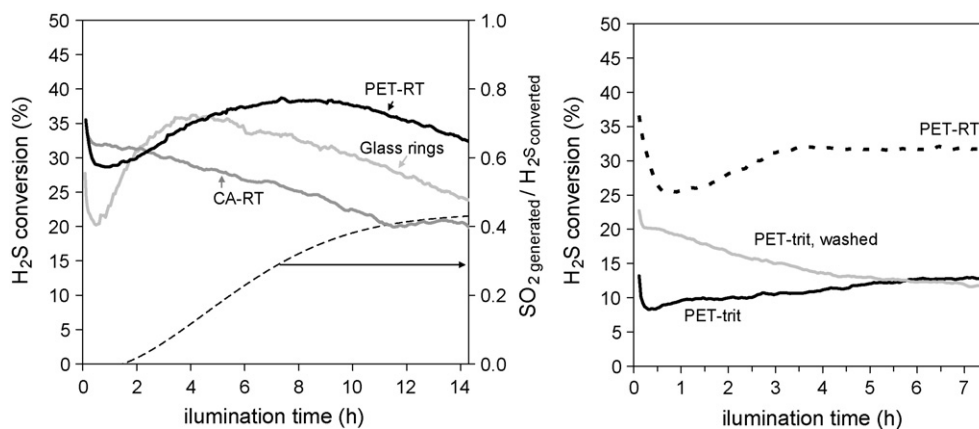 H2S conversion (%)
50
45
40
35
30
25
20
15
10
5
0
PET-RT
Glass rings
CA-RT
0 2 4 6 8 10 12 14
ilumination time (h)
1.0
0.8
0.6
0.4
0.2
0.0
SO2 generated / H2S converted
H2S conversion (%)
50
45
40
35
30
25
20
15
10
5
0
PET-RT
PET-trit, washed
PET-trit
0 1 2 3 4 5 6 7
ilumination time (h)